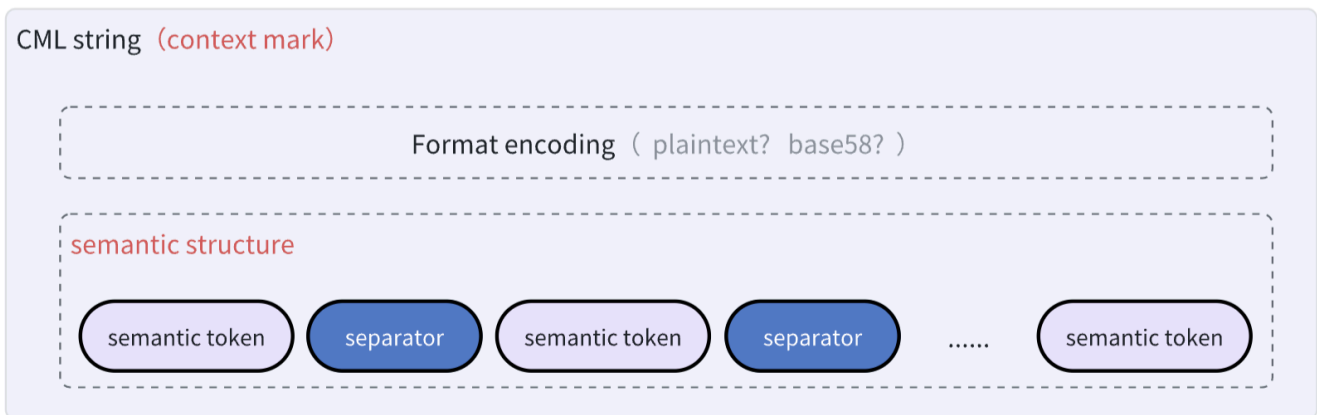 CML string（context mark）
Format encoding（ plaintext? base58? ）
semantic structure
semantic token separator semantic token separator ...... semantic token